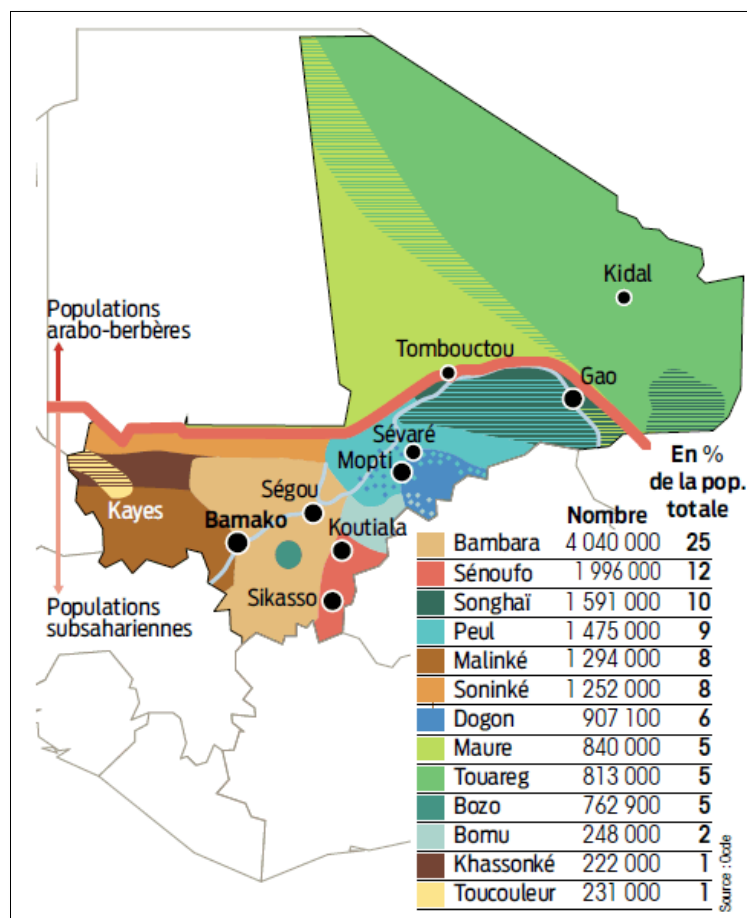 Kidal
Populations
arabo-berbères
Tombouctou
Gao
Sévaré
Mopti
Ségou
Kayes
Bamako
Koutiala
Sikasso
Populations
subsahariennes
En %
de la pop.
totale
Nombre
Bambara 4 040 000 25
Sénoufo 1 996 000 12
Songhaï 1 591 000 10
Peul 1 475 000 9
Malinké 1 294 000 8
Soninké 1 252 000 8
Dogon 907 100 6
Maure 840 000 5
Touareg 813 000 5
Bozo 762 900 5
Bomu 248 000 2
Khassonké 222 000 1
Toucouleur 231 000 1
Source :